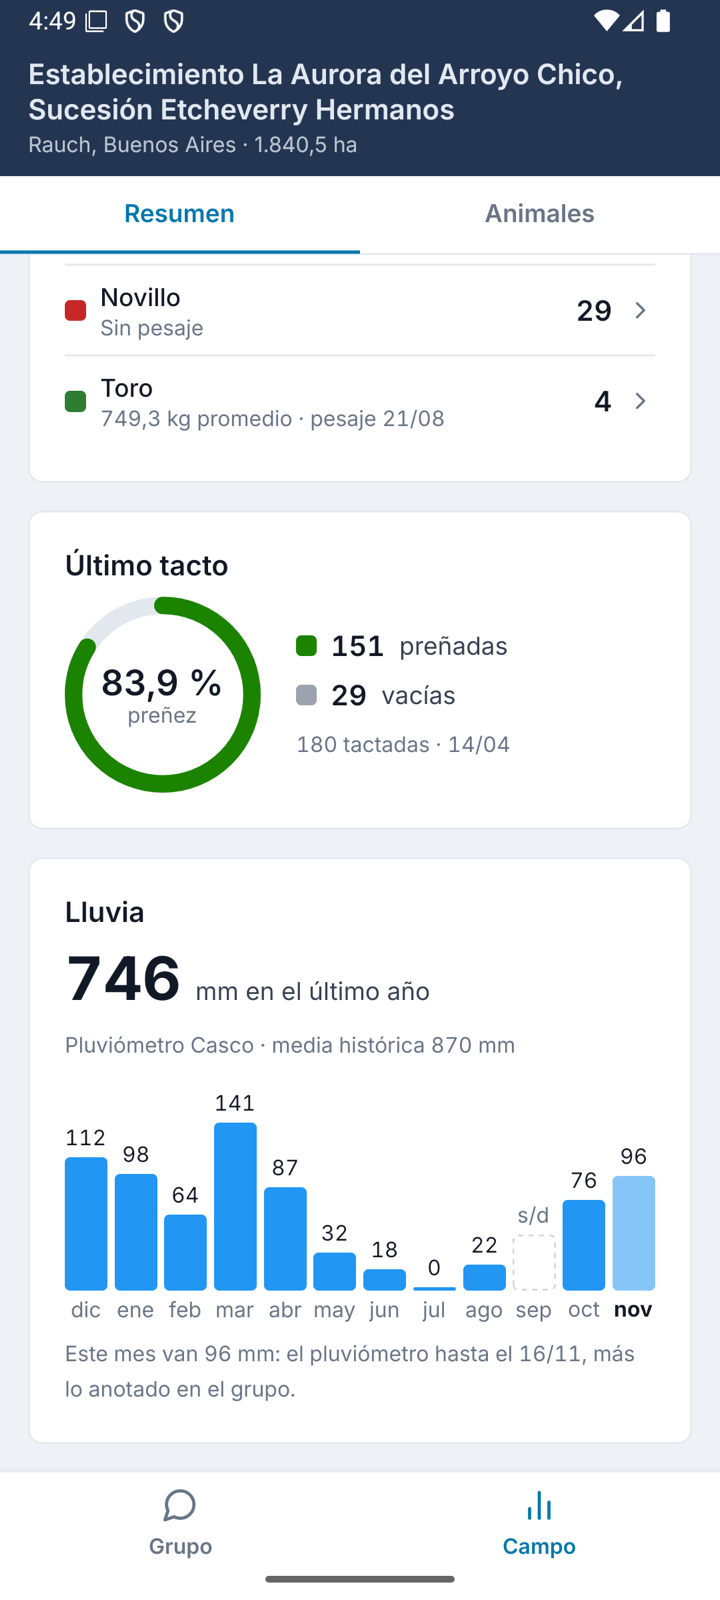 4:49
Establecimiento La Aurora del Arroyo Chico,
Sucesión Etcheverry Hermanos
Rauch, Buenos Aires · 1.840,5 ha
Resumen
Animales
Novillo
Sin pesaje
29
Toro
749,3 kg promedio · pesaje 21/08
4
Último tacto
83,9 %
preñez
151 preñadas
29 vacías
180 tactadas · 14/04
Lluvia
746 mm en el último año
Pluviómetro Casco · media histórica 870 mm
112 98 64 141 87 32 18 0 22 s/d 76 96
dic ene feb mar abr may jun jul ago sep oct nov
Este mes van 96 mm: el pluviómetro hasta el 16/11, más
lo anotado en el grupo.
Grupo
Campo